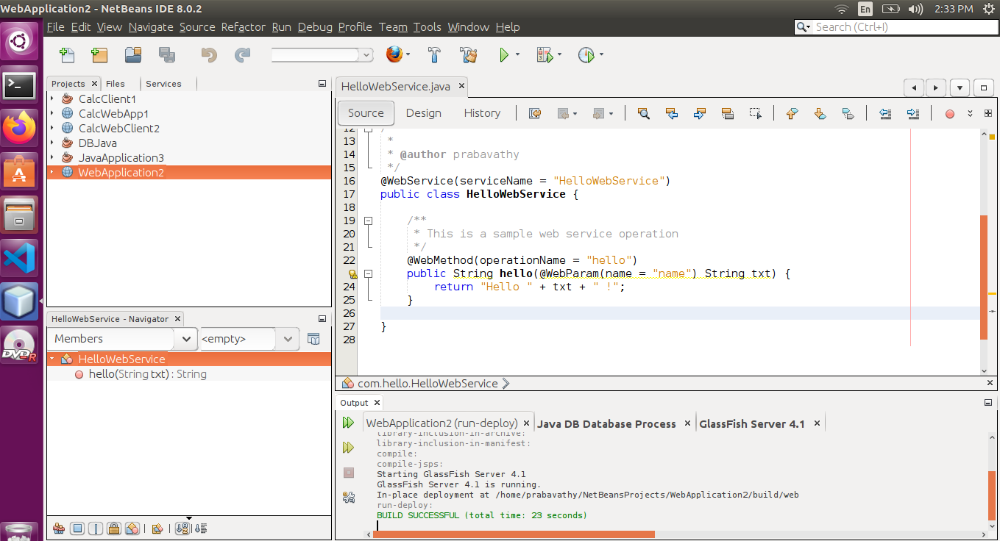 WebApplication2 - NetBeans IDE 8.0.2
En
2:33 PM
File Edit View Navigate Source Refactor Run Debug Profile Team Tools Window Help
Search (Ctrl+I)
Projects
Files
Services
CalcClient1
CalcWebApp1
CalcWebClient2
DBJava
JavaApplication3
WebApplication2
HelloWebService - Navigator
Members
<empty>
HelloWebService
hello(String txt) : String
HelloWebService.java
Source
Design
History
12 /
13 *
14 * @author prabavathy
15 */
16 @WebService(serviceName = "HelloWebService")
17 public class HelloWebService {
18
19 /**
20 * This is a sample web service operation
21 */
22 @WebMethod(operationName = "hello")
public String hello(@WebParam(name = "name") String txt) {
24 return "Hello " + txt + " !";
25 }
26
27 }
28
com.hello.HelloWebService
Output
WebApplication2 (run-deploy)
Java DB Database Process
GlassFish Server 4.1
library-inclusion-in-archive:
library-inclusion-in-manifest:
compile:
compile-jsps:
Starting GlassFish Server 4.1
GlassFish Server 4.1 is running.
In-place deployment at /home/prabavathy/NetBeansProjects/WebApplication2/build/web
run-deploy:
BUILD SUCCESSFUL (total time: 23 seconds)
DVD
R